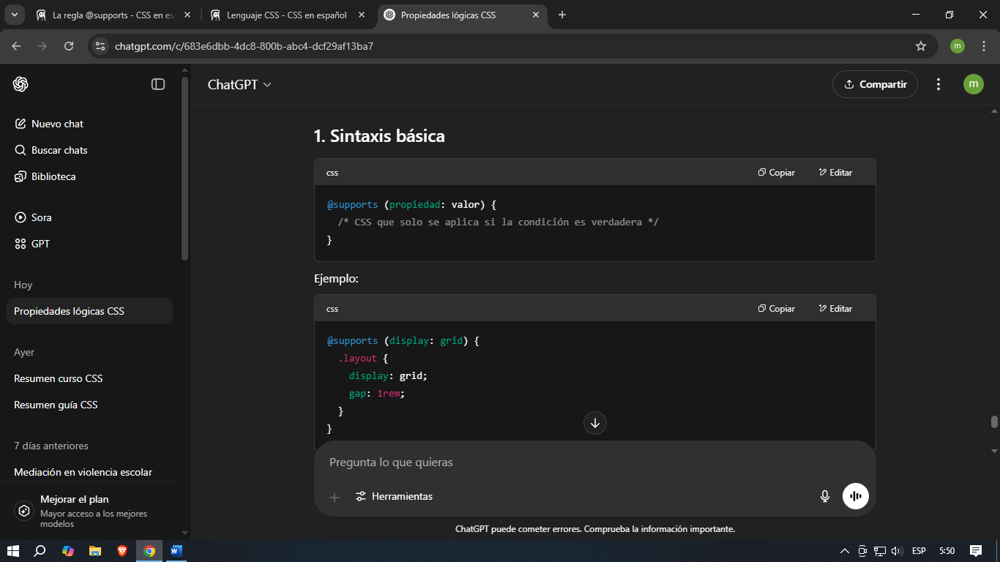 La regla @supports - CSS en es
Lenguaje CSS - CSS en español
Propiedades lógicas CSS
chatgpt.com/c/683e6dbb-4dc8-800b-abc4-dcf29af13ba7
m
ChatGPT
Compartir
m
Nuevo chat
Buscar chats
Biblioteca
Sora
GPT
Hoy
Propiedades lógicas CSS
Ayer
Resumen curso CSS
Resumen guía CSS
7 días anteriores
Mediación en violencia escolar
Mejorar el plan
Mayor acceso a los mejores
modelos
1. Sintaxis básica
css Copiar Editar
@supports (propiedad: valor) {
/* CSS que solo se aplica si la condición es verdadera */
}
Ejemplo:
css Copiar Editar
@supports (display: grid) {
.layout {
display: grid;
gap: 1rem;
}
}
Pregunta lo que quieras
Herramientas
ChatGPT puede cometer errores. Comprueba la información importante.
W
ESP 5:50